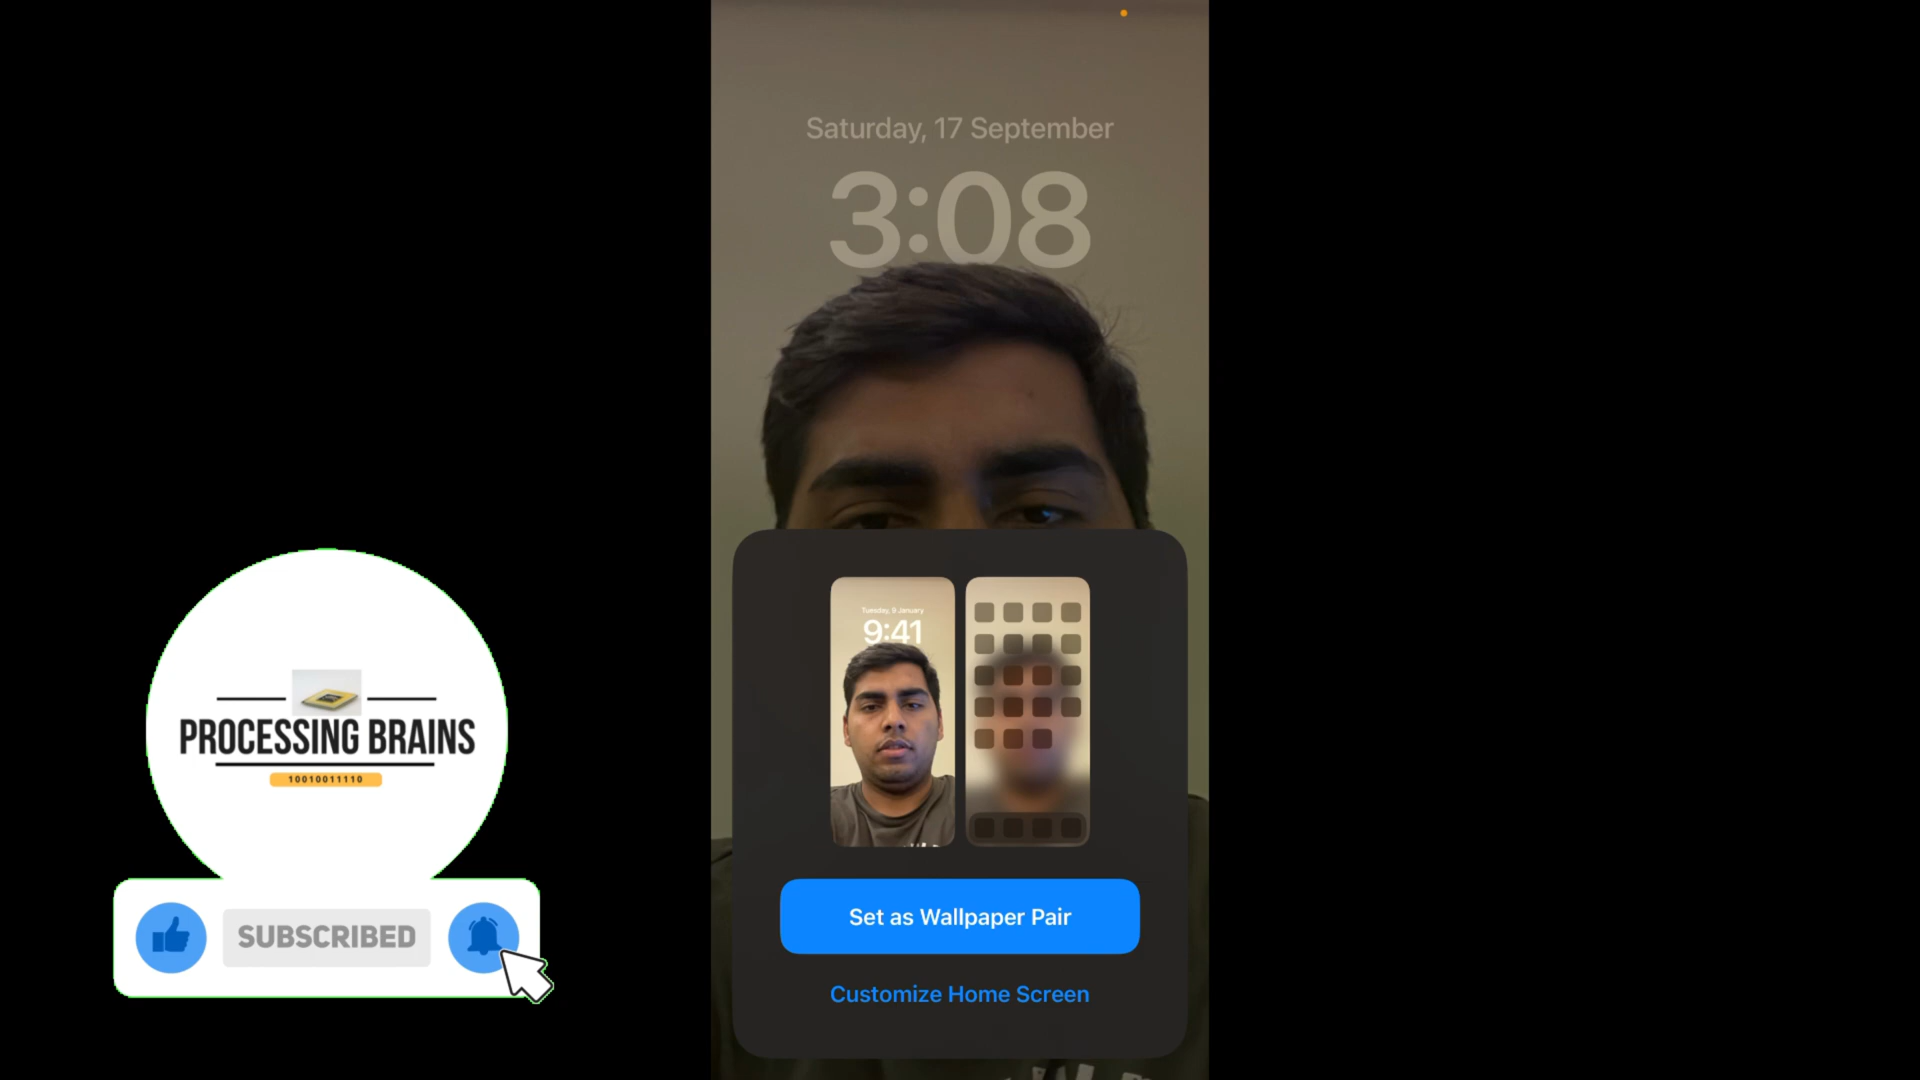 Saturday, 17 September
3:08
Tuesday, 9 January
9:41
Set as Wallpaper Pair
Customize Home Screen
PROCESSING BRAINS
10010011110
SUBSCRIBED